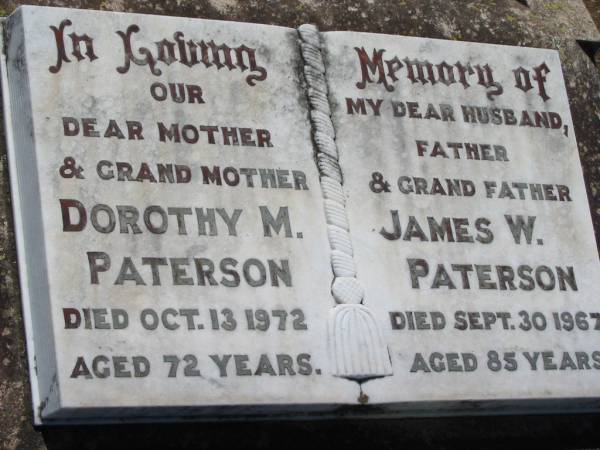 In Loving
OUR
DEAR MOTHER
& GRAND MOTHER
DOROTHY M.
PATERSON
DIED OCT. 13 1972
AGED 72 YEARS.
Memory of
MY DEAR HUSBAND,
FATHER
& GRAND FATHER
JAMES W.
PATERSON
DIED SEPT. 30 1967
AGED 85 YEARS